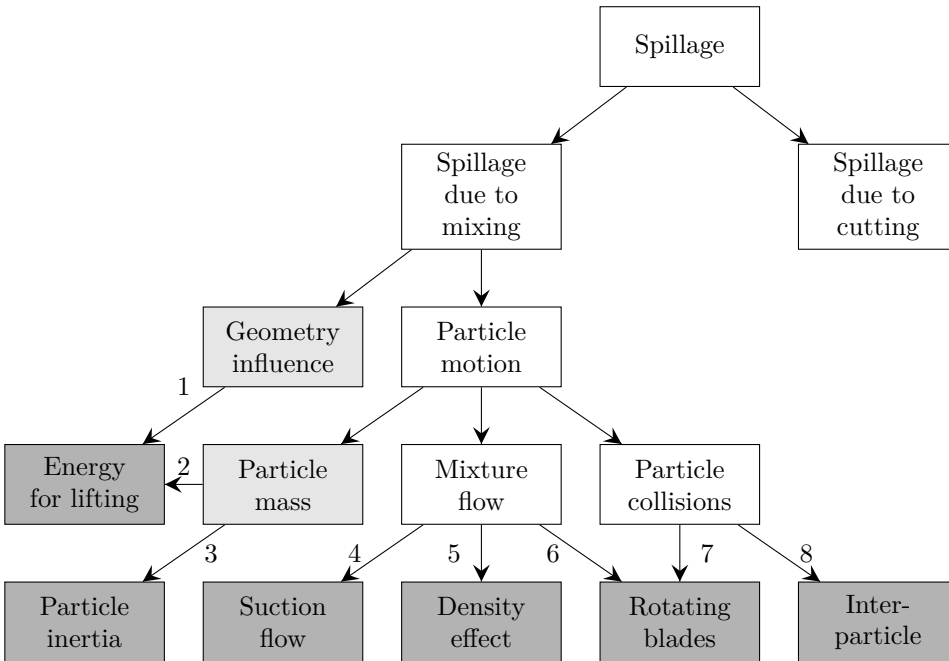 Spillage
Spillage
due to
mixing
Spillage
due to
cutting
Geometry
influence
Particle
motion
1
Energy
for lifting
2
Particle
mass
Mixture
flow
Particle
collisions
3
4
5
6
7
8
Particle
inertia
Suction
flow
Density
effect
Rotating
blades
Inter-
particle